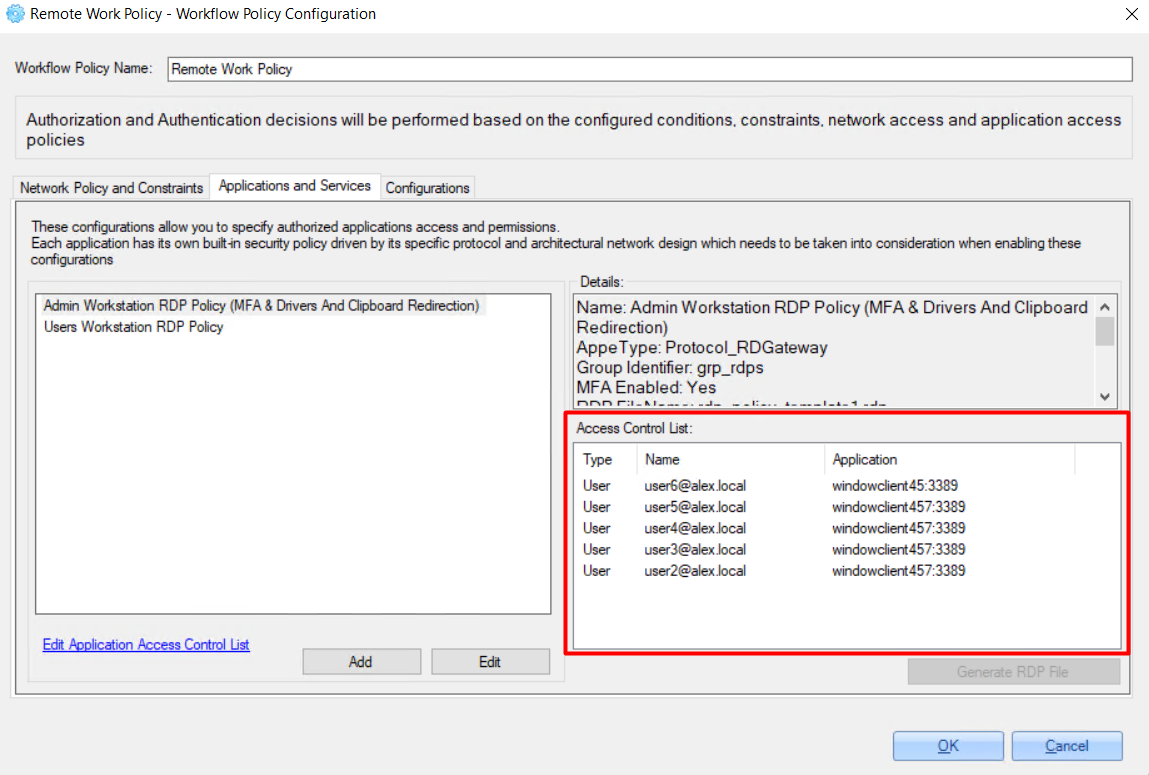 Remote Work Policy - Workflow Policy Configuration
Workflow Policy Name: Remote Work Policy
Authorization and Authentication decisions will be performed based on the configured conditions, constraints, network access and application access
policies
Network Policy and Constraints Applications and Services Configurations
These configurations allow you to specify authorized applications access and permissions.
Each application has its own built-in security policy driven by its specific protocol and architectural network design which needs to be taken into consideration when enabling these
configurations
Admin Workstation RDP Policy (MFA & Drivers And Clipboard Redirection)
Users Workstation RDP Policy
Edit Application Access Control List
Add Edit
Details:
Name: Admin Workstation RDP Policy (MFA & Drivers And Clipboard
Redirection)
AppeType: Protocol_RDGateway
Group Identifier: grp_rdps
MFA Enabled: Yes
RDP FileName: rdp_policy_template1.rdp
Access Control List:
Type Name Application
User user6@alex.local windowclient45:3389
User user5@alex.local windowclient457:3389
User user4@alex.local windowclient457:3389
User user3@alex.local windowclient457:3389
User user2@alex.local windowclient457:3389
Generate RDP File
OK Cancel